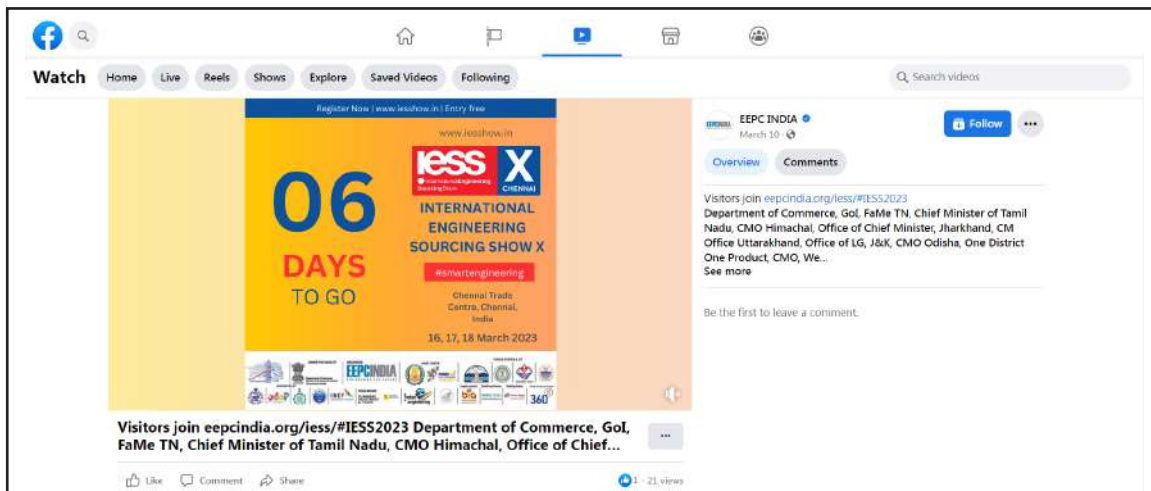 Watch
Home
Live
Reels
Shows
Explore
Saved Videos
Following
Search videos
Register Now | www.iesshow.in | Entry free
www.iesshow.in
iess X
CHENNAI
06
DAYS
TO GO
INTERNATIONAL
ENGINEERING
SOURCING SHOW X
#smartengineering
Chennai Trade
Centre, Chennai,
India
16, 17, 18 March 2023
EEPCINDIA
360°
EEPC INDIA
March 10
Follow
Overview
Comments
Visitors join eepcindia.org/iess/#IESS2023
Department of Commerce, GoI, FaMe TN, Chief Minister of Tamil
Nadu, CMO Himachal, Office of Chief Minister, Jharkhand, CM
Office Uttarakhand, Office of LG, J&K, CMO Odisha, One District
One Product, CMO, We...
See more
Be the first to leave a comment.
Visitors join eepcindia.org/iess/#IESS2023 Department of Commerce, GoI,
FaMe TN, Chief Minister of Tamil Nadu, CMO Himachal, Office of Chief...
Like
Comment
Share
1 · 21 views